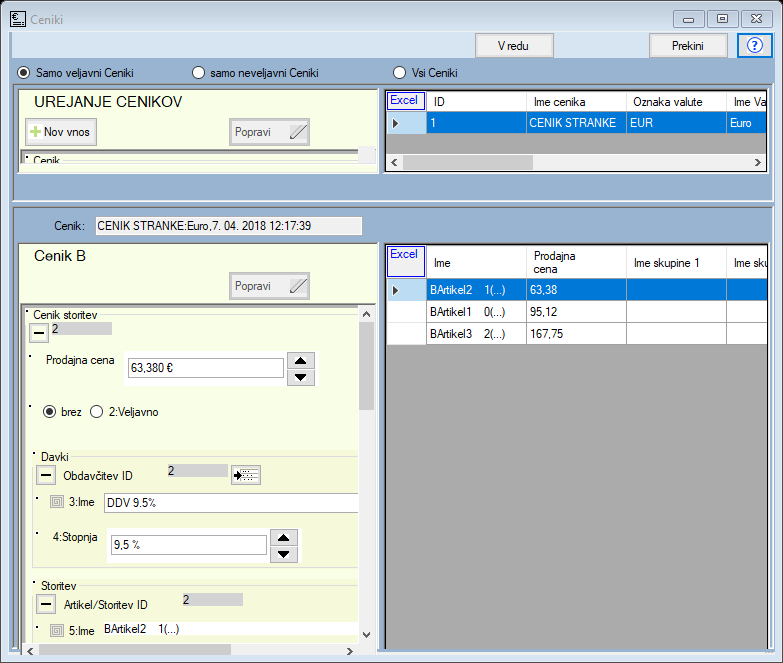 Ceniki
V redu
Prekini
Samo veljavni Ceniki
samo neveljavni Ceniki
Vsi Ceniki
UREJANJE CENIKOV
Nov vnos
Popravi
Cenik
Excel ID Ime cenika Oznaka valute Ime Va
1 CENIK STRANKE EUR Euro
Cenik: CENIK STRANKE:Euro,7. 04. 2018 12:17:39
Cenik B
Popravi
Cenik storitev
2
Prodajna cena 63,380 €
brez 2:Veljavno
Davki
Obdavčitev ID 2
3:Ime DDV 9.5%
4:Stopnja 9,5 %
Storitev
Artikel/Storitev ID 2
5:Ime BArtikel2 1(...)
Excel Ime Prodajna cena Ime skupine 1 Ime sku
BArtikel2 1(...) 63,38
BArtikel1 0(...) 95,12
BArtikel3 2(...) 167,75